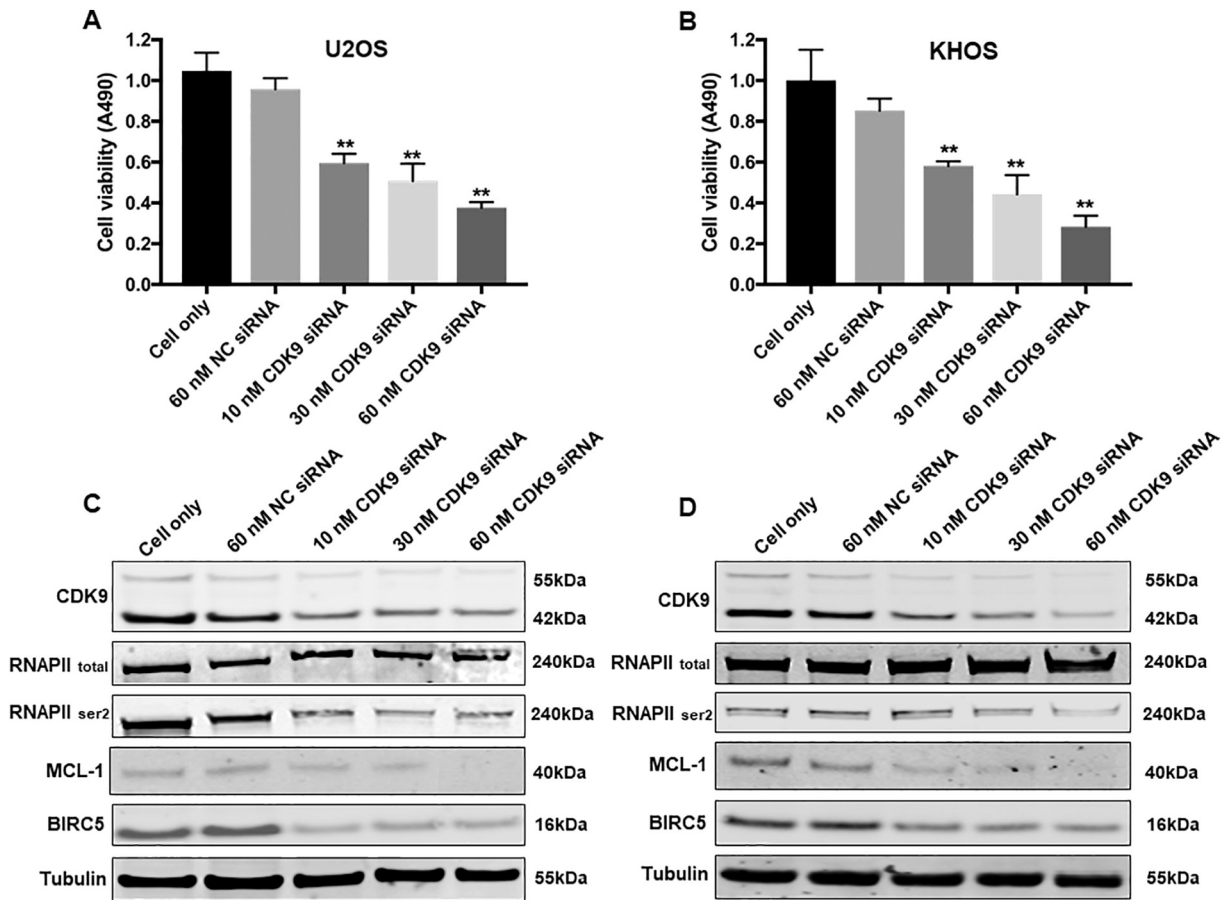 A
U2OS
Cell viability (A490)
1.2
1.0
0.8
0.6
0.4
0.2
0.0
**
**
**
Cell only
60 nM NC siRNA
10 nM CDK9 siRNA
30 nM CDK9 siRNA
60 nM CDK9 siRNA
B
KHOS
Cell viability (A490)
1.2
1.0
0.8
0.6
0.4
0.2
0.0
**
**
**
Cell only
60 nM NC siRNA
10 nM CDK9 siRNA
30 nM CDK9 siRNA
60 nM CDK9 siRNA
C
Cell only
60 nM NC siRNA
10 nM CDK9 siRNA
30 nM CDK9 siRNA
60 nM CDK9 siRNA
CDK9
55kDa
42kDa
RNAPII total
240kDa
RNAPII ser2
240kDa
MCL-1
40kDa
BIRC5
16kDa
Tubulin
55kDa
D
Cell only
60 nM NC siRNA
10 nM CDK9 siRNA
30 nM CDK9 siRNA
60 nM CDK9 siRNA
CDK9
55kDa
42kDa
RNAPII total
240kDa
RNAPII ser2
240kDa
MCL-1
40kDa
BIRC5
16kDa
Tubulin
55kDa